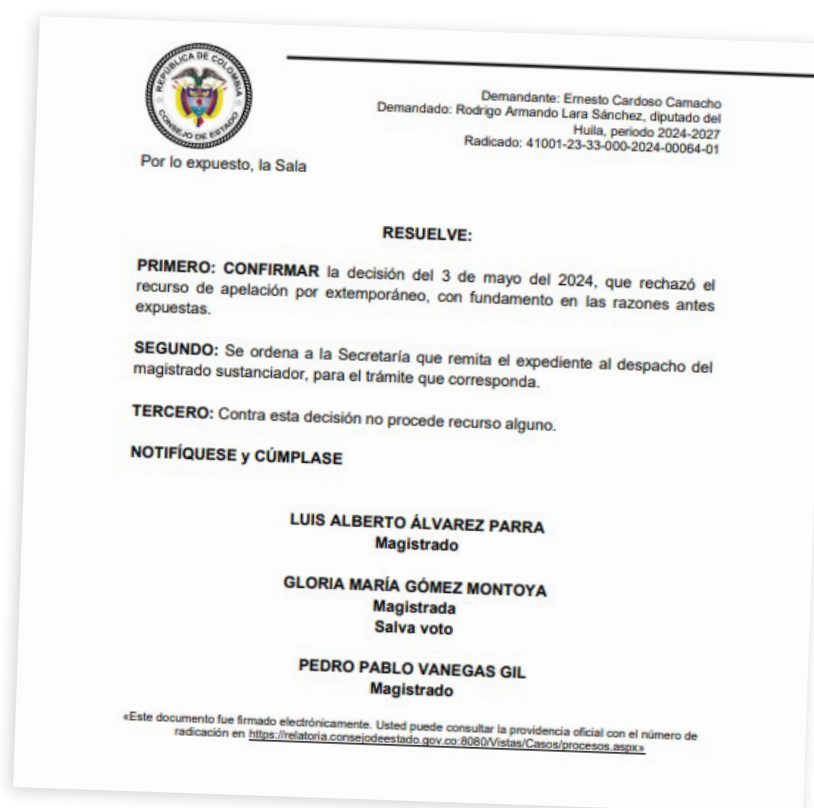 REPÚBLICA DE COLOMBIA
CONSEJO DE ESTADO
Demandante: Ernesto Cardoso Camacho
Demandado: Rodrigo Armando Lara Sánchez, diputado del
Huila, periodo 2024-2027
Radicado: 41001-23-33-000-2024-00064-01
Por lo expuesto, la Sala
RESUELVE:
PRIMERO: CONFIRMAR la decisión del 3 de mayo del 2024, que rechazó el
recurso de apelación por extemporáneo, con fundamento en las razones antes
expuestas.
SEGUNDO: Se ordena a la Secretaría que remita el expediente al despacho del
magistrado sustanciador, para el trámite que corresponda.
TERCERO: Contra esta decisión no procede recurso alguno.
NOTIFÍQUESE y CÚMPLASE
LUIS ALBERTO ÁLVAREZ PARRA
Magistrado
GLORIA MARÍA GÓMEZ MONTOYA
Magistrada
Salva voto
PEDRO PABLO VANEGAS GIL
Magistrado
«Este documento fue firmado electrónicamente. Usted puede consultar la providencia oficial con el número de
radicación en https://relatoria.consejodeestado.gov.co:8080/Vistas/Casos/procesos.aspx»